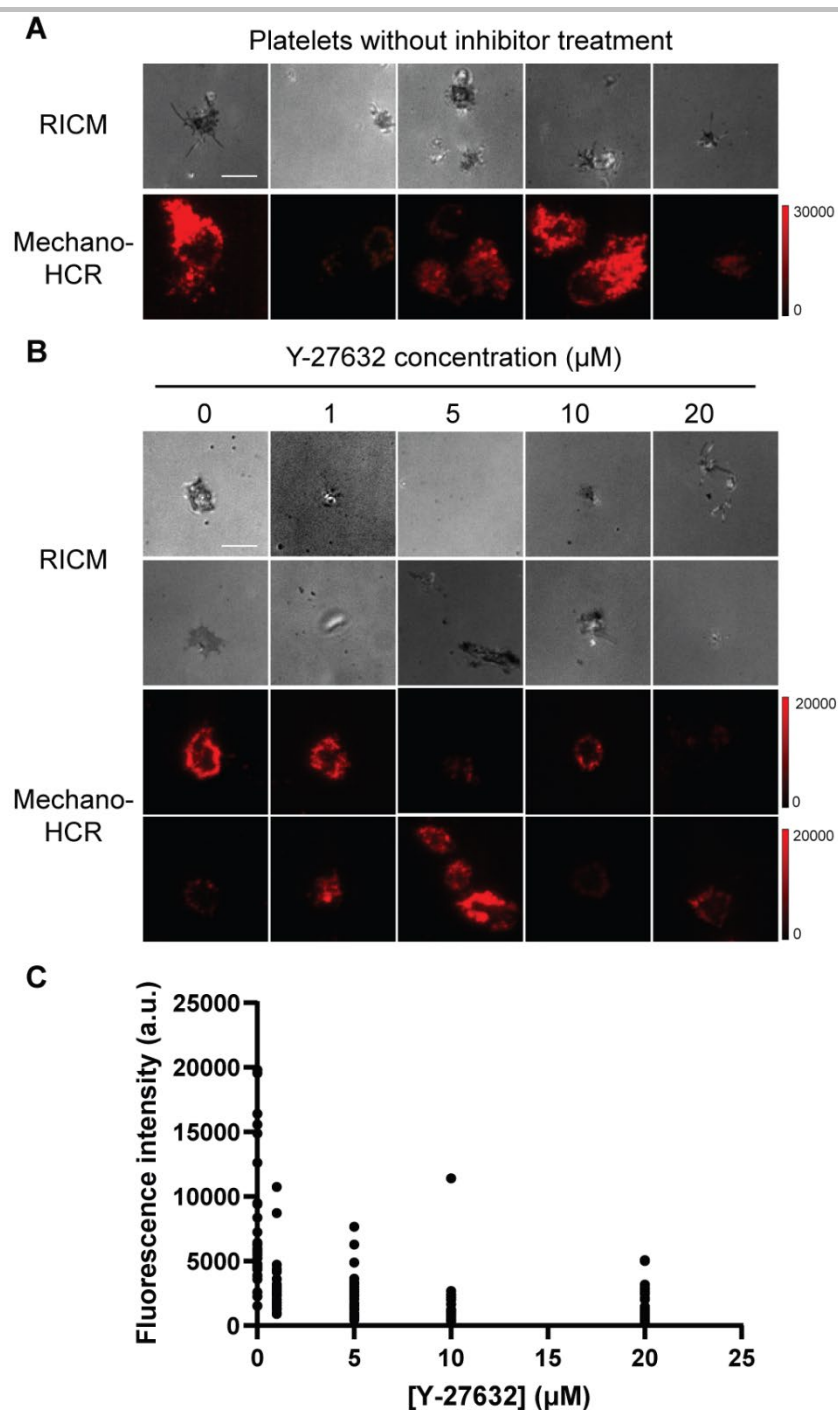 A
Platelets without inhibitor treatment
RICM
Mechano-
HCR
30000
0
B
Y-27632 concentration (µM)
0 1 5 10 20
RICM
Mechano-
HCR
20000
0
20000
0
C
Fluorescence intensity (a.u.)
25000
20000
15000
10000
5000
0
0 5 10 15 20 25
[Y-27632] (µM)